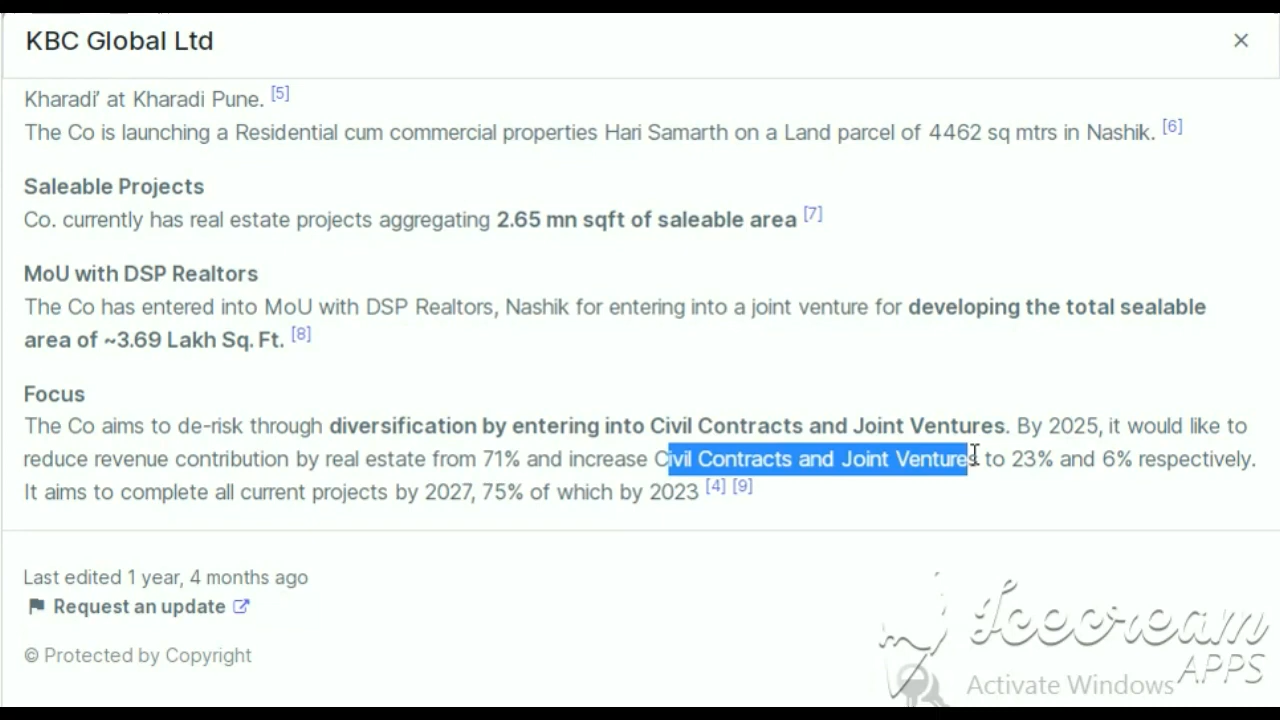 KBC Global Ltd
Kharadi' at Kharadi Pune. [5]
The Co is launching a Residential cum commercial properties Hari Samarth on a Land parcel of 4462 sq mtrs in Nashik. [6]
Saleable Projects
Co. currently has real estate projects aggregating 2.65 mn sqft of saleable area [7]
MoU with DSP Realtors
The Co has entered into MoU with DSP Realtors, Nashik for entering into a joint venture for developing the total sealable
area of ~3.69 Lakh Sq. Ft. [8]
Focus
The Co aims to de-risk through diversification by entering into Civil Contracts and Joint Ventures. By 2025, it would like to
reduce revenue contribution by real estate from 71% and increase Civil Contracts and Joint Ventures to 23% and 6% respectively.
It aims to complete all current projects by 2027, 75% of which by 2023 [4] [9]
Last edited 1 year, 4 months ago
Request an update
© Protected by Copyright
Icecream
APPS
Activate Windows